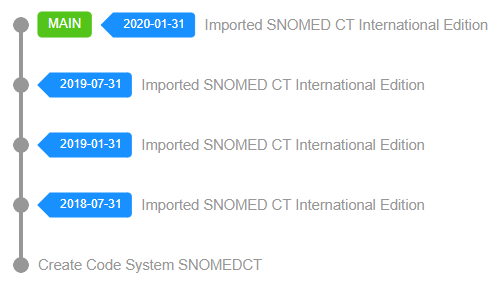 MAIN 2020-01-31 Imported SNOMED CT International Edition
2019-07-31 Imported SNOMED CT International Edition
2019-01-31 Imported SNOMED CT International Edition
2018-07-31 Imported SNOMED CT International Edition
Create Code System SNOMEDCT